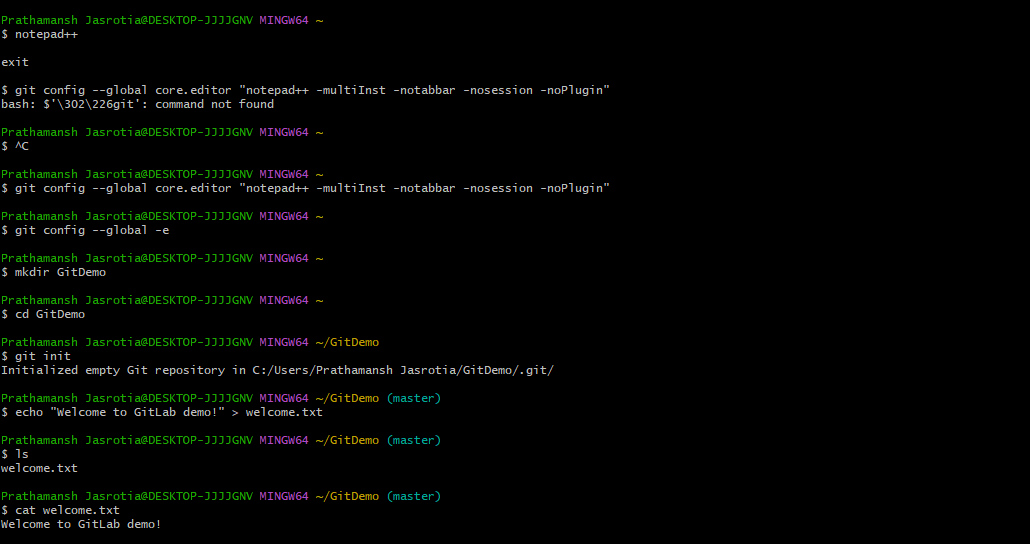 Prathamansh Jasrotia@DESKTOP-JJJJGNV MINGW64 ~
$ notepad++
exit
$ git config --global core.editor "notepad++ -multiInst -notabbar -nosession -noPlugin"
bash: $'\302\226git': command not found
Prathamansh Jasrotia@DESKTOP-JJJJGNV MINGW64 ~
$ ^C
Prathamansh Jasrotia@DESKTOP-JJJJGNV MINGW64 ~
$ git config --global core.editor "notepad++ -multiInst -notabbar -nosession -noPlugin"
Prathamansh Jasrotia@DESKTOP-JJJJGNV MINGW64 ~
$ git config --global -e
Prathamansh Jasrotia@DESKTOP-JJJJGNV MINGW64 ~
$ mkdir GitDemo
Prathamansh Jasrotia@DESKTOP-JJJJGNV MINGW64 ~
$ cd GitDemo
Prathamansh Jasrotia@DESKTOP-JJJJGNV MINGW64 ~/GitDemo
$ git init
Initialized empty Git repository in C:/Users/Prathamansh Jasrotia/GitDemo/.git/
Prathamansh Jasrotia@DESKTOP-JJJJGNV MINGW64 ~/GitDemo (master)
$ echo "Welcome to GitLab demo!" > welcome.txt
Prathamansh Jasrotia@DESKTOP-JJJJGNV MINGW64 ~/GitDemo (master)
$ ls
welcome.txt
Prathamansh Jasrotia@DESKTOP-JJJJGNV MINGW64 ~/GitDemo (master)
$ cat welcome.txt
Welcome to GitLab demo!